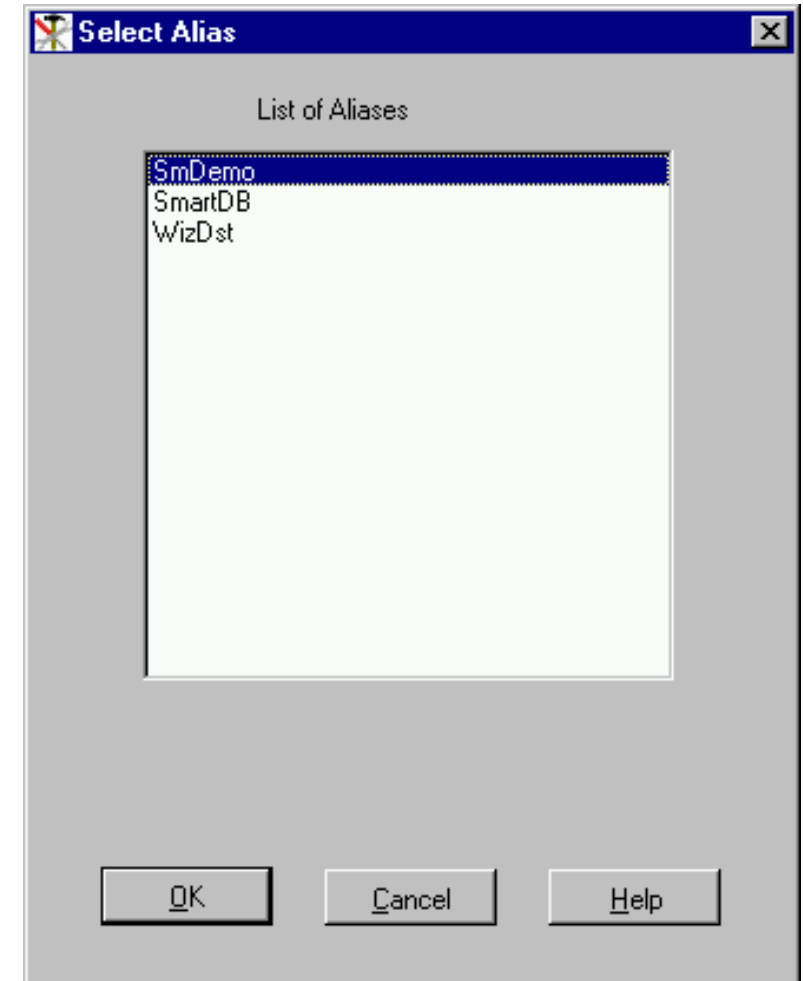 Select Alias
List of Aliases
SmDemo
SmartDB
WizDst
OK Cancel Help